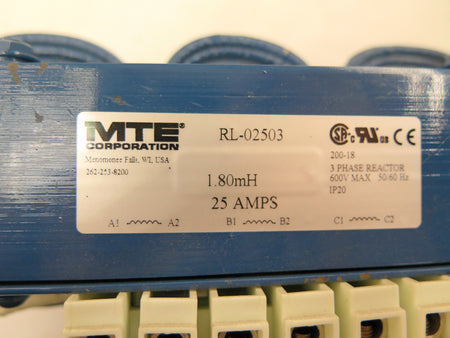 MTE®
CORPORATION
Menomonee Falls, WI, USA
262-253-8200
RL-02503
1.80mH
25 AMPS
200-18
3 PHASE REACTOR
600V MAX 50/60 Hz
IP20
A1 A2 B1 B2 C1 C2